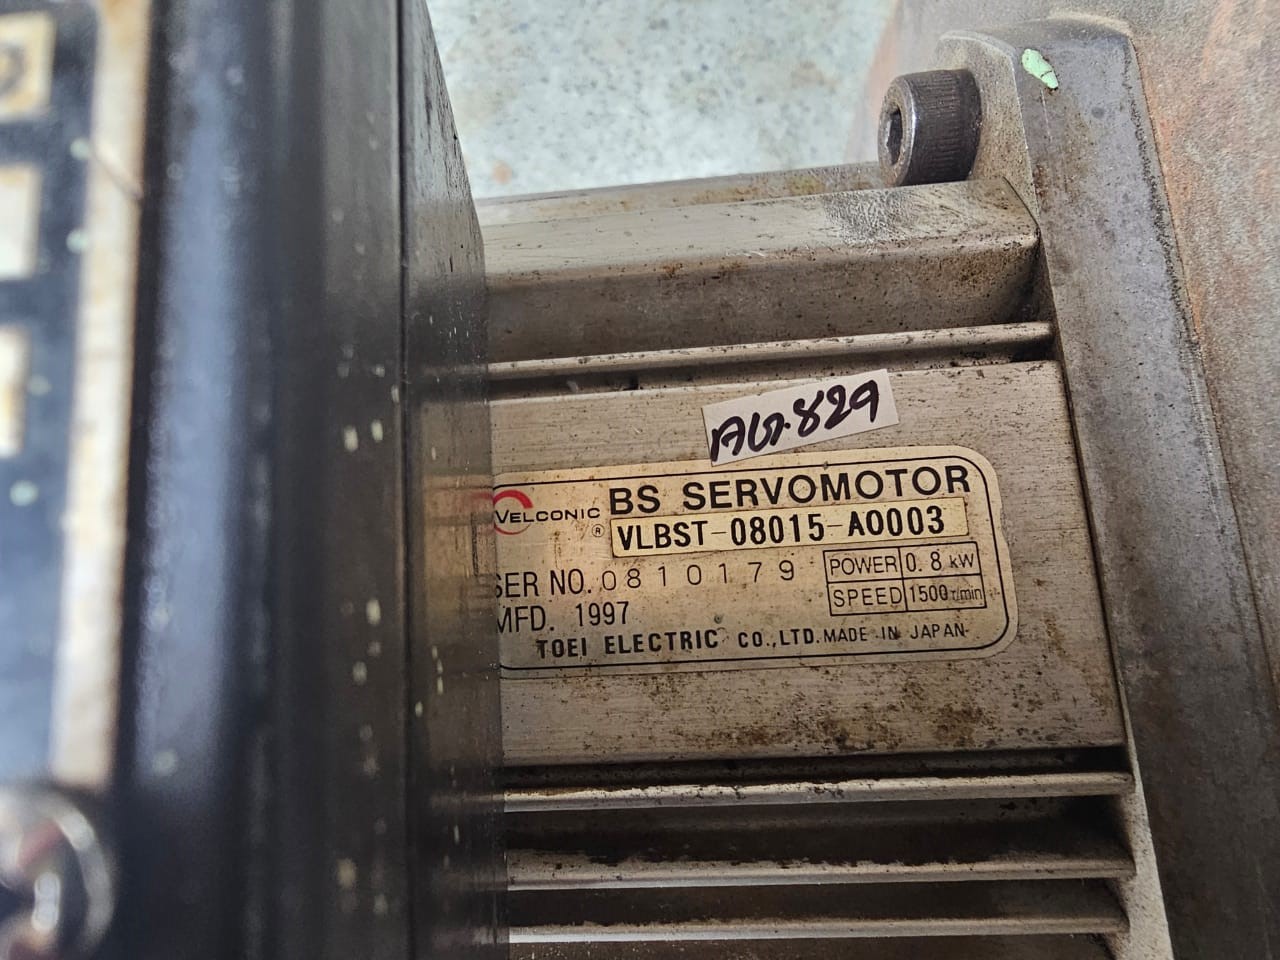 AG.829
VELCONIC ® BS SERVOMOTOR
VLBST-08015-A0003
SER NO. 0810179
MFD. 1997
POWER 0.8 kW
SPEED 1500 r/min
TOEI ELECTRIC CO.,LTD. MADE IN JAPAN